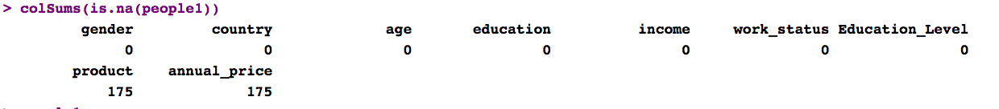 > colSums(is.na(people1))
gender country age education income work_status Education_Level
0 0 0 0 0 0 0
product annual_price
175 175